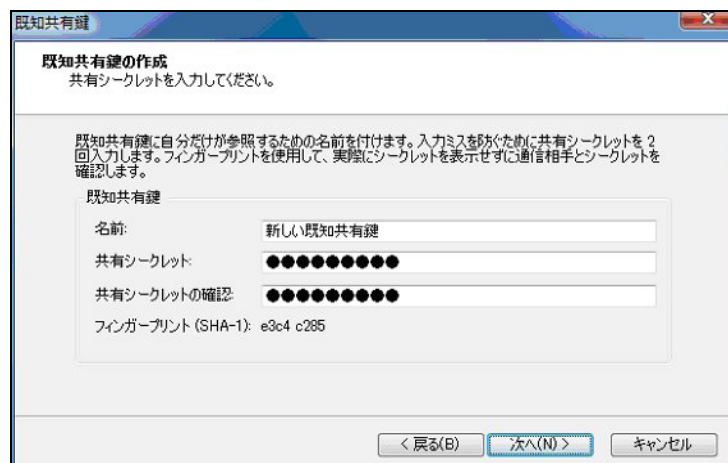 既知共有鍵
既知共有鍵の作成
共有シークレットを入力してください。
既知共有鍵に自分だけが参照するための名前を付けます。入力ミスを防ぐために共有シークレットを 2
回入力します。フィンガープリントを使用して、実際にシークレットを表示せずに通信相手とシークレットを
確認します。
既知共有鍵
名前: 新しい既知共有鍵
共有シークレット: ●●●●●●●●●
共有シークレットの確認: ●●●●●●●●●
フィンガープリント (SHA-1): e3c4 c285
< 戻る(B) 次へ(N) > キャンセル